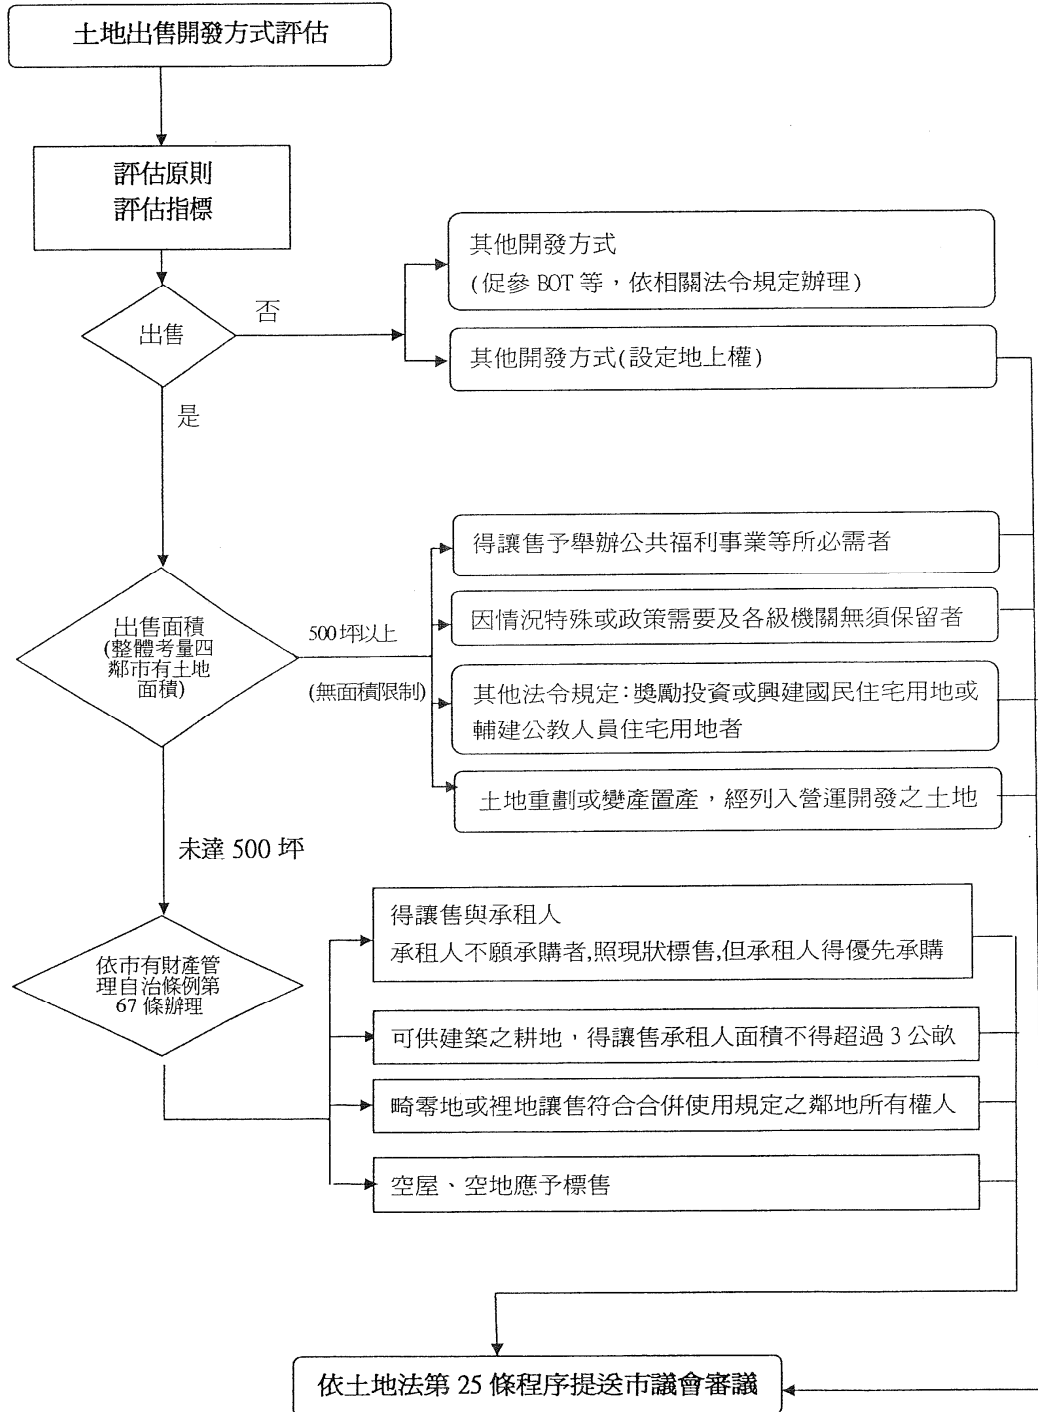 土地出售開發方式評估
評估原則
評估指標
其他開發方式
(促參 BOT 等，依相關法令規定辦理)
否
出售
其他開發方式(設定地上權)
是
得讓售予舉辦公共福利事業等所必需者
因情況特殊或政策需要及各級機關無須保留者
出售面積
(整體考量四
鄰市有土地
面積)
500 坪以上
(無面積限制)
其他法令規定:獎勵投資或興建國民住宅用地或
輔建公教人員住宅用地者
土地重劃或變產置產，經列入營運開發之土地
未達 500 坪
得讓售與承租人
承租人不願承購者,照現狀標售,但承租人得優先承購
依市有財產管
理自治條例第
67 條辦理
可供建築之耕地，得讓售承租人面積不得超過 3 公畝
畸零地或裡地讓售符合合併使用規定之鄰地所有權人
空屋、空地應予標售
依土地法第 25 條程序提送市議會審議